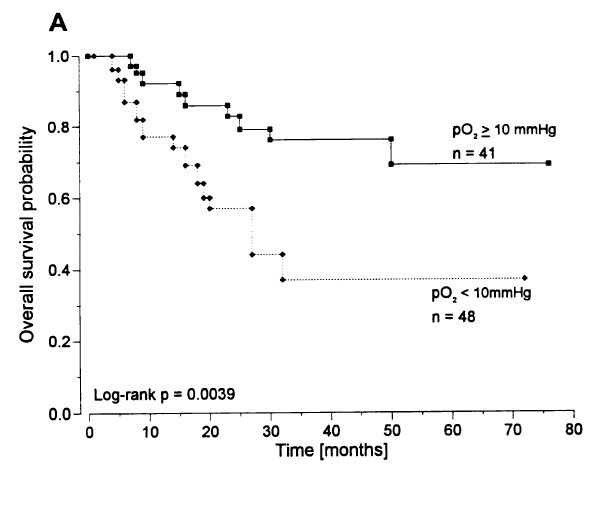 A
Overall survival probability
1.0
0.8
0.6
0.4
0.2
0.0
pO₂ ≥ 10 mmHg
n = 41
pO₂ < 10mmHg
n = 48
Log-rank p = 0.0039
0 10 20 30 40 50 60 70 80
Time [months]